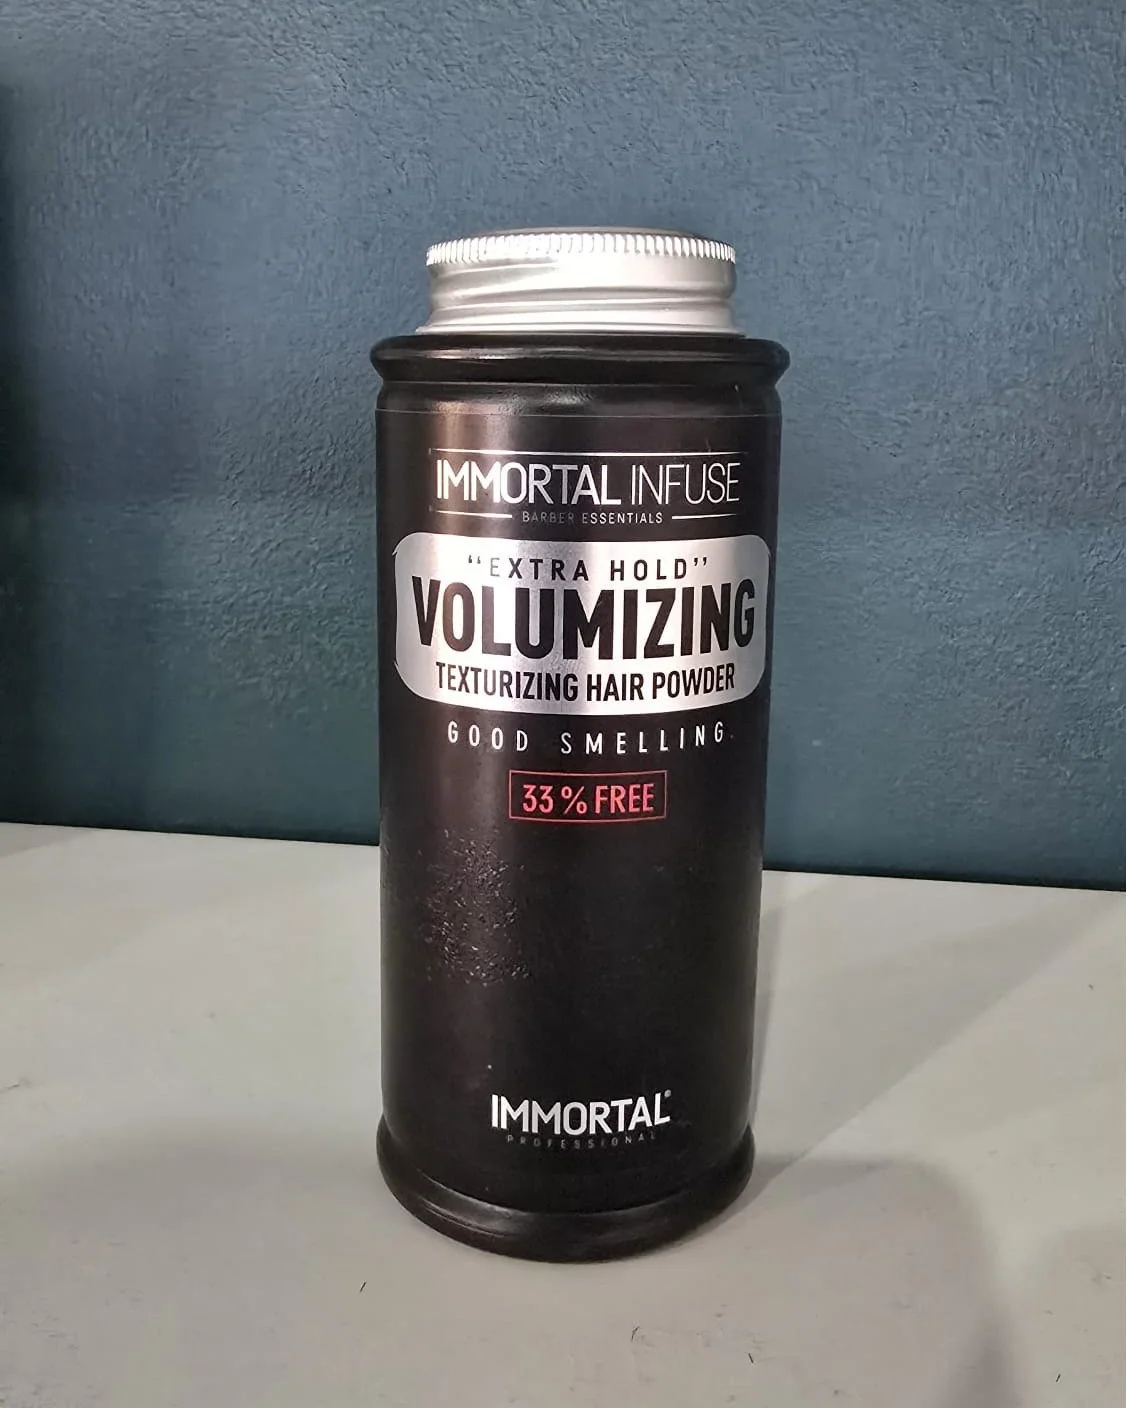 IMMORTAL INFUSE
BARBER ESSENTIALS
“EXTRA HOLD”
VOLUMIZING
TEXTURIZING HAIR POWDER
GOOD SMELLING
33 % FREE
IMMORTAL®
PROFESSIONAL